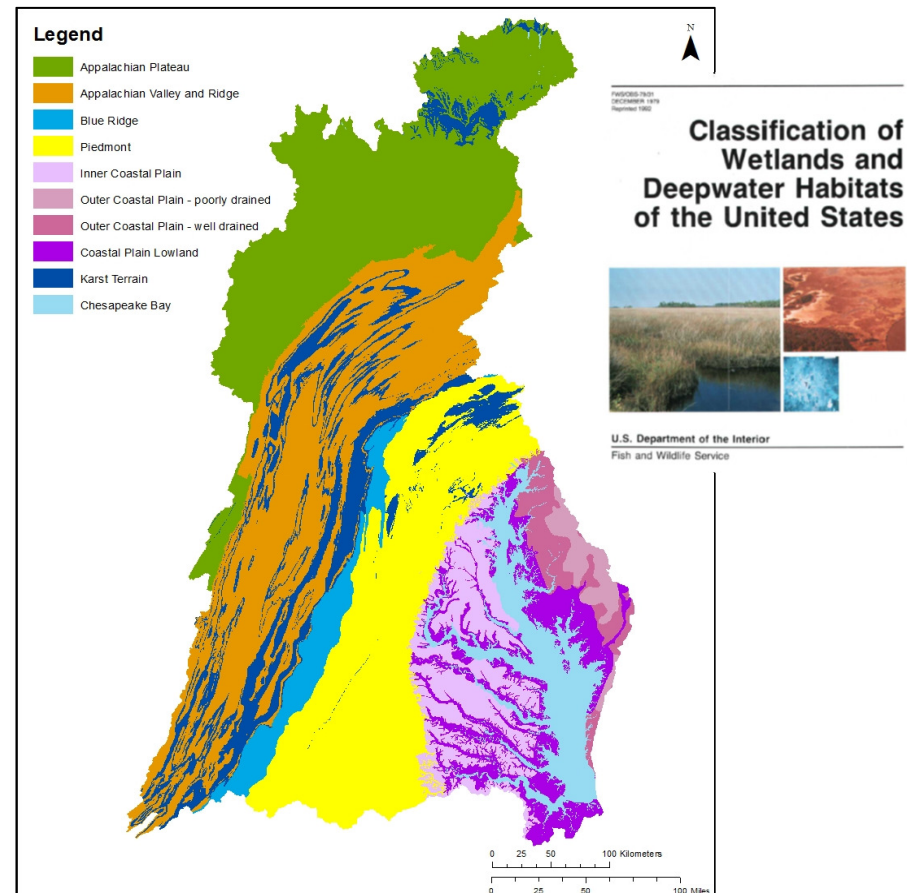 Legend
Appalachian Plateau
Appalachian Valley and Ridge
Blue Ridge
Piedmont
Inner Coastal Plain
Outer Coastal Plain - poorly drained
Outer Coastal Plain - well drained
Coastal Plain Lowland
Karst Terrain
Chesapeake Bay
N
FWS/OBS-79/31
DECEMBER 1979
Reprinted 1992
Classification of
Wetlands and
Deepwater Habitats
of the United States
U.S. Department of the Interior
Fish and Wildlife Service
0 25 50 100 Kilometers
0 25 50 100 Miles